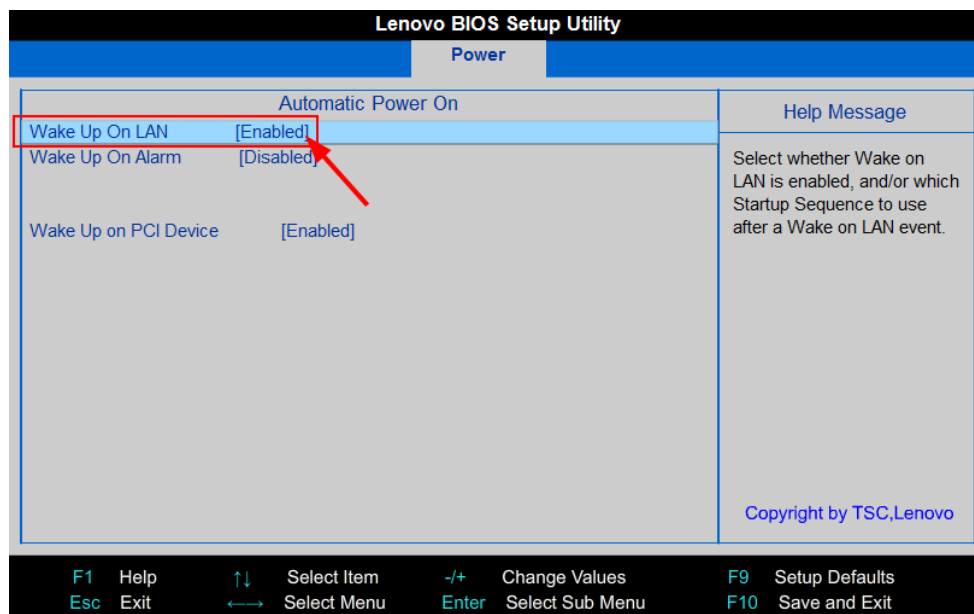 Lenovo BIOS Setup Utility
Power
Automatic Power On
Wake Up On LAN [Enabled]
Wake Up On Alarm [Disabled]
Wake Up on PCI Device [Enabled]
Help Message
Select whether Wake on
LAN is enabled, and/or which
Startup Sequence to use
after a Wake on LAN event.
Copyright by TSC,Lenovo
F1 Help ↑↓ Select Item -/+ Change Values F9 Setup Defaults
Esc Exit ←→ Select Menu Enter Select Sub Menu F10 Save and Exit